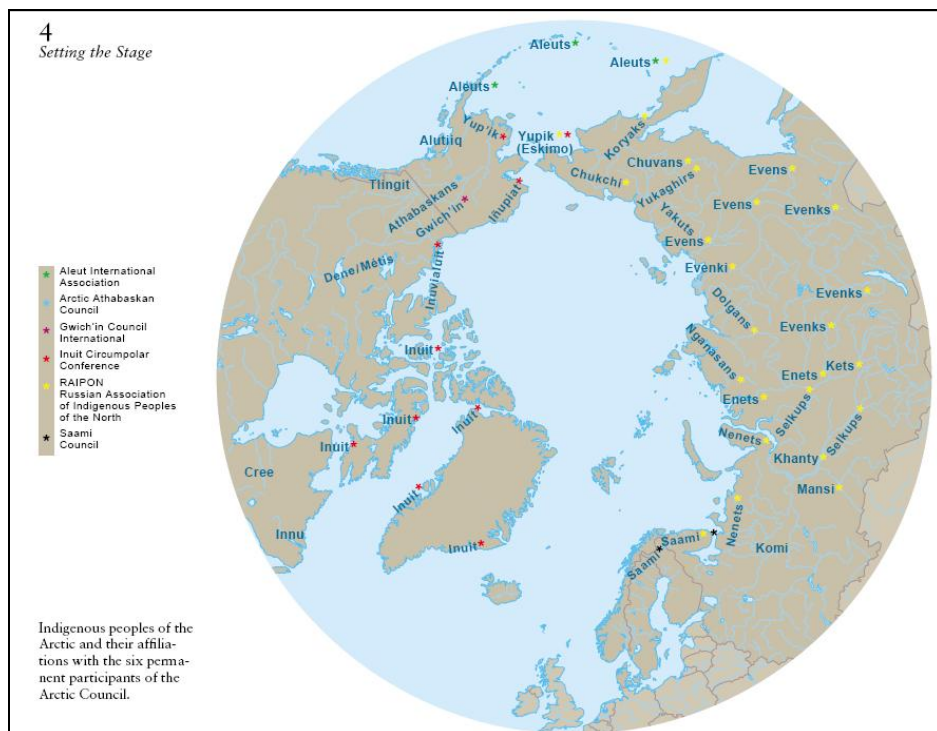 4
Setting the Stage
Aleuts
Aleuts
Aleuts
Yup'ik
Yupik
(Eskimo)
Koryaks
Alutiiq
Chuvans
Evens
Tlingit
Athabaskans
Gwich'in
Iñupiat
Chukchi
Yukaghirs
Evens
Evenks
Yakuts
Evens
Dene/Métis
Inuvialuit
Evenki
Aleut International
Association
Arctic Athabaskan
Council
Gwich'in Council
International
Inuit Circumpolar
Conference
RAIPON
Russian Association
of Indigenous Peoples
of the North
Saami
Council
Evenks
Dolgans
Evenks
Inuit
Nganasans
Enets
Kets
Enets
Selkups
Selkups
Inuit
Inuit
Inuit
Nenets
Khanty
Cree
Mansi
Inuit
Nenets
Innu
Inuit
Saami
Saami
Komi
Indigenous peoples of the
Arctic and their affilia-
tions with the six perma-
nent participants of the
Arctic Council.